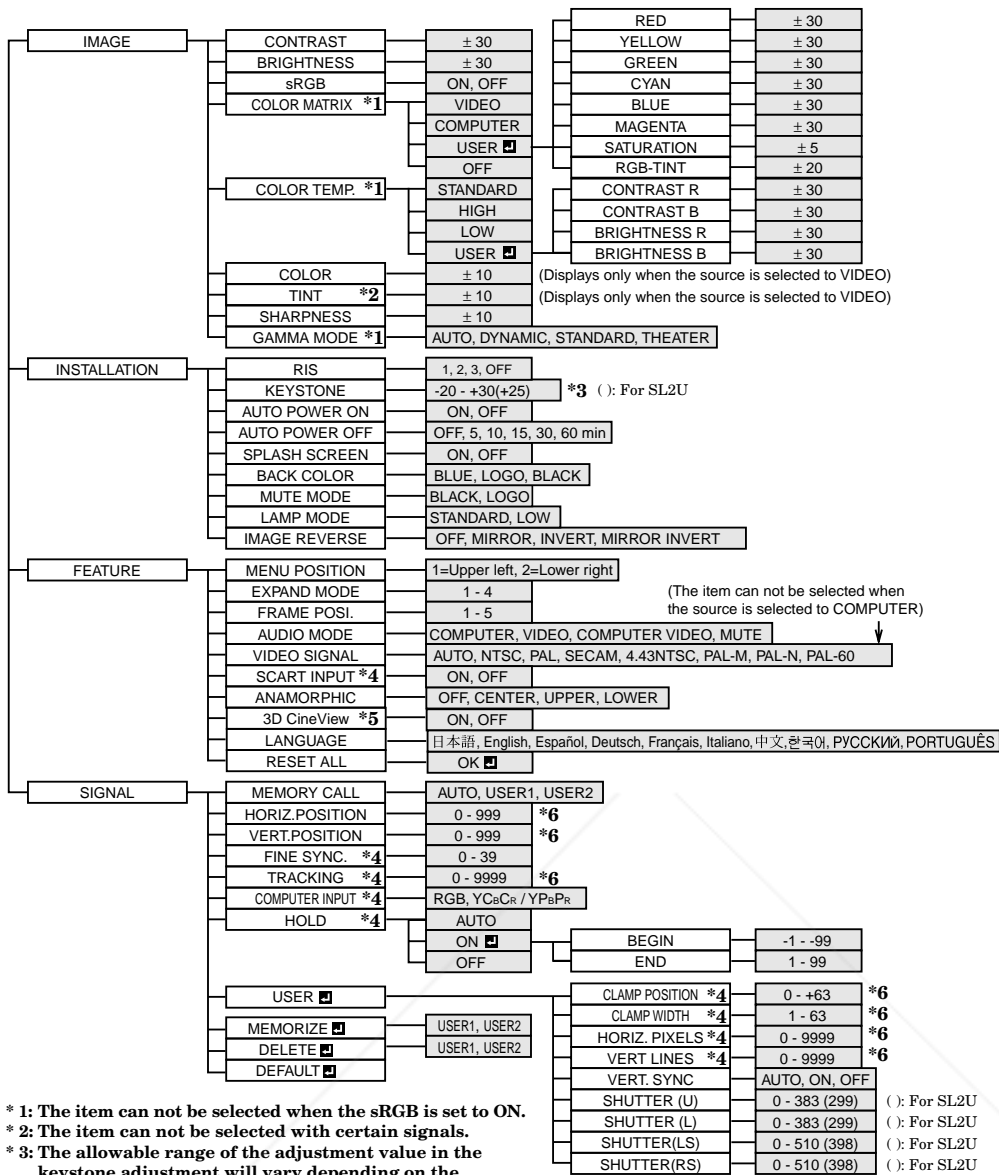 RED ± 30
IMAGE CONTRAST ± 30 YELLOW ± 30
BRIGHTNESS ± 30 GREEN ± 30
sRGB ON, OFF CYAN ± 30
COLOR MATRIX *1 VIDEO BLUE ± 30
COMPUTER MAGENTA ± 30
USER SATURATION ± 5
OFF RGB-TINT ± 20
COLOR TEMP. *1 STANDARD CONTRAST R ± 30
HIGH CONTRAST B ± 30
LOW BRIGHTNESS R ± 30
USER BRIGHTNESS B ± 30
COLOR ± 10 (Displays only when the source is selected to VIDEO)
TINT *2 ± 10 (Displays only when the source is selected to VIDEO)
SHARPNESS ± 10
GAMMA MODE *1 AUTO, DYNAMIC, STANDARD, THEATER
INSTALLATION RIS 1, 2, 3, OFF
KEYSTONE -20 - +30(+25) *3 ( ): For SL2U
AUTO POWER ON ON, OFF
AUTO POWER OFF OFF, 5, 10, 15, 30, 60 min
SPLASH SCREEN ON, OFF
BACK COLOR BLUE, LOGO, BLACK
MUTE MODE BLACK, LOGO
LAMP MODE STANDARD, LOW
IMAGE REVERSE OFF, MIRROR, INVERT, MIRROR INVERT
FEATURE MENU POSITION 1=Upper left, 2=Lower right
EXPAND MODE 1 - 4 (The item can not be selected when
FRAME POSI. 1 - 5 the source is selected to COMPUTER)
AUDIO MODE COMPUTER, VIDEO, COMPUTER VIDEO, MUTE
VIDEO SIGNAL AUTO, NTSC, PAL, SECAM, 4.43NTSC, PAL-M, PAL-N, PAL-60
SCART INPUT *4 ON, OFF
ANAMORPHIC OFF, CENTER, UPPER, LOWER
3D CineView *5 ON, OFF
LANGUAGE 日本語, English, Español, Deutsch, Français, Italiano, 中文, 한국어, РУССКИЙ, PORTUGUÊS
RESET ALL OK
SIGNAL MEMORY CALL AUTO, USER1, USER2
HORIZ.POSITION 0 - 999 *6
VERT.POSITION 0 - 999 *6
FINE SYNC. *4 0 - 39
TRACKING *4 0 - 9999 *6
COMPUTER INPUT *4 RGB, YCBCR / YPBPR
HOLD *4 AUTO
ON BEGIN -1 - -99
OFF END 1 - 99
USER CLAMP POSITION *4 0 - +63 *6
CLAMP WIDTH *4 1 - 63 *6
MEMORIZE USER1, USER2 HORIZ. PIXELS *4 0 - 9999 *6
DELETE USER1, USER2 VERT LINES *4 0 - 9999 *6
DEFAULT VERT. SYNC AUTO, ON, OFF
SHUTTER (U) 0 - 383 (299) ( ): For SL2U
SHUTTER (L) 0 - 383 (299) ( ): For SL2U
SHUTTER(LS) 0 - 510 (398) ( ): For SL2U
SHUTTER(RS) 0 - 510 (398) ( ): For SL2U
* 1: The item can not be selected when the sRGB is set to ON.
* 2: The item can not be selected with certain signals.
* 3: The allowable range of the adjustment value in the
keystone adjustment will vary depending on the